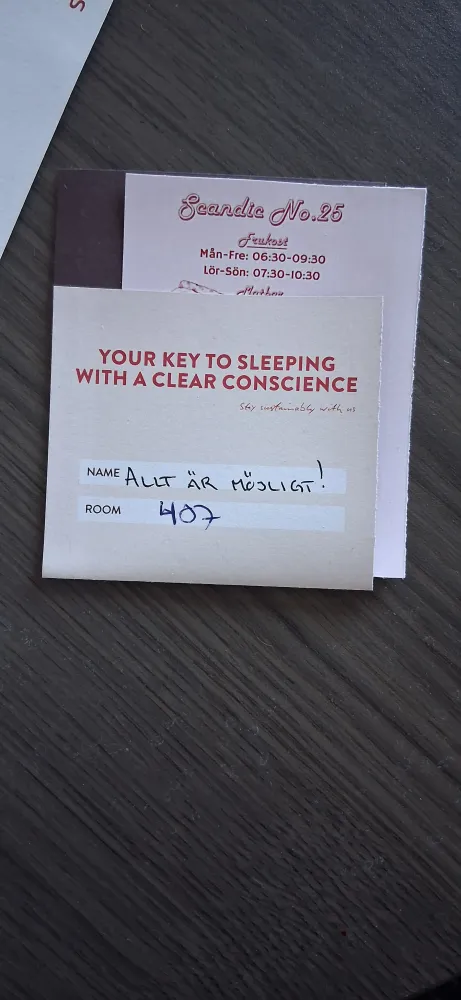 S
Scandic No.25
Frukost
Mån-Fre: 06:30-09:30
Lör-Sön: 07:30-10:30
YOUR KEY TO SLEEPING
WITH A CLEAR CONSCIENCE
Stay sustainably with us
NAME ALLT ÄR MÖJLIGT!
ROOM 407